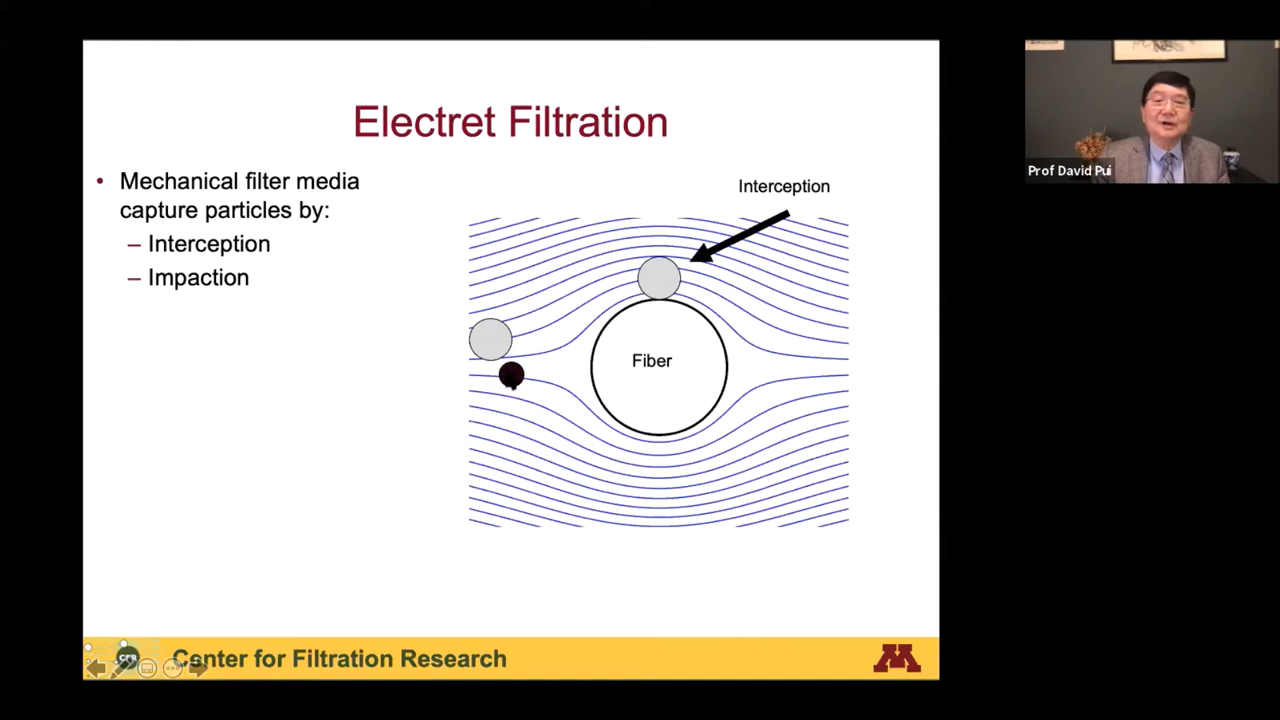 Electret Filtration
• Mechanical filter media
capture particles by:
– Interception
– Impaction
Interception
Fiber
Center for Filtration Research
CFR
M
Prof David Pui